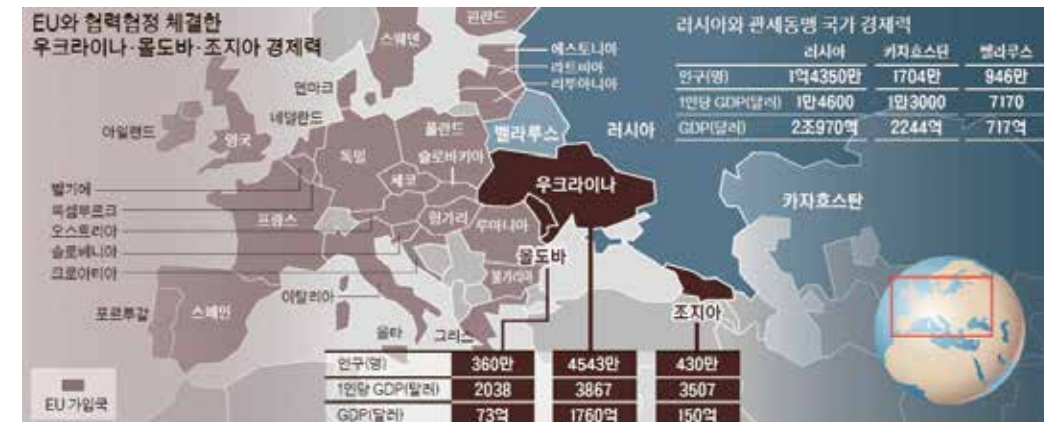 EU와 협력협정 체결한
우크라이나·몰도바·조지아 경제력
러시아와 관세동맹 국가 경제력
러시아 카자흐스탄 벨라루스
인구(명) 1억4350만 1704만 946만
1인당 GDP(달러) 1만4600 1만3000 7170
GDP(달러) 2조970억 2244억 717억
핀란드
스웨덴
에스토니아
라트비아
리투아니아
덴마크
네덜란드
아일랜드
영국
폴란드
벨라루스
러시아
독일
슬로바키아
체코
우크라이나
벨기에
룩셈부르크
오스트리아
슬로베니아
크로아티아
프랑스
헝가리
루마니아
카자흐스탄
몰도바
불가리아
이탈리아
포르투갈
스페인
몰타
그리스
조지아
인구(명) 360만 4543만 430만
1인당 GDP(달러) 2038 3867 3507
GDP(달러) 73억 1760억 150억
EU 가입국